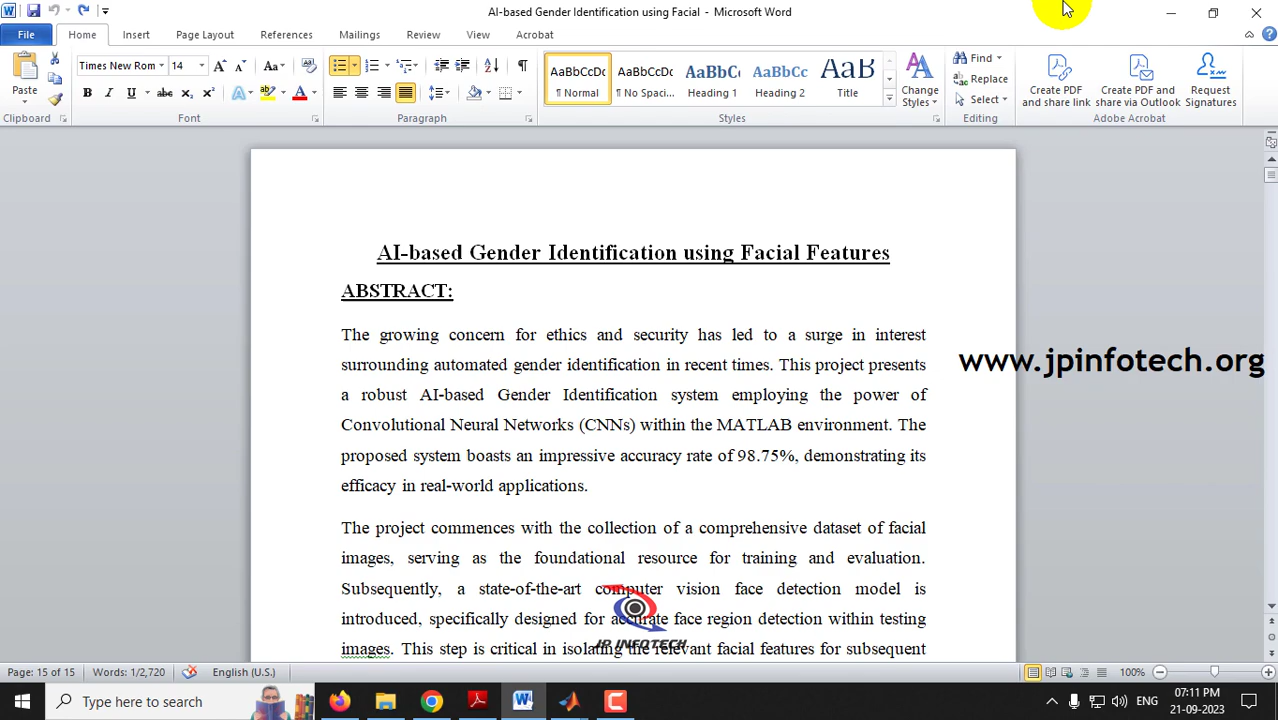 AI-based Gender Identification using Facial - Microsoft Word
File Home Insert Page Layout References Mailings Review View Acrobat
Times New Rom 14
Paste
AaBbCcDc AaBbCcDc AaBbCc AaBbCc AaB
¶ Normal ¶ No Spaci... Heading 1 Heading 2 Title
Change Styles
Find
Replace
Select
Create PDF and share link
Create PDF and share via Outlook
Request Signatures
Clipboard Font Paragraph Styles Editing Adobe Acrobat
AI-based Gender Identification using Facial Features
ABSTRACT:
The growing concern for ethics and security has led to a surge in interest
surrounding automated gender identification in recent times. This project presents
a robust AI-based Gender Identification system employing the power of
Convolutional Neural Networks (CNNs) within the MATLAB environment. The
proposed system boasts an impressive accuracy rate of 98.75%, demonstrating its
efficacy in real-world applications.
www.jpinfotech.org
The project commences with the collection of a comprehensive dataset of facial
images, serving as the foundational resource for training and evaluation.
Subsequently, a state-of-the-art computer vision face detection model is
introduced, specifically designed for accurate face region detection within testing
images. This step is critical in isolating the relevant facial features for subsequent
JP INFOTECH
Page: 15 of 15 Words: 1/2,720 English (U.S.) 100%
Type here to search
ENG
07:11 PM
21-09-2023